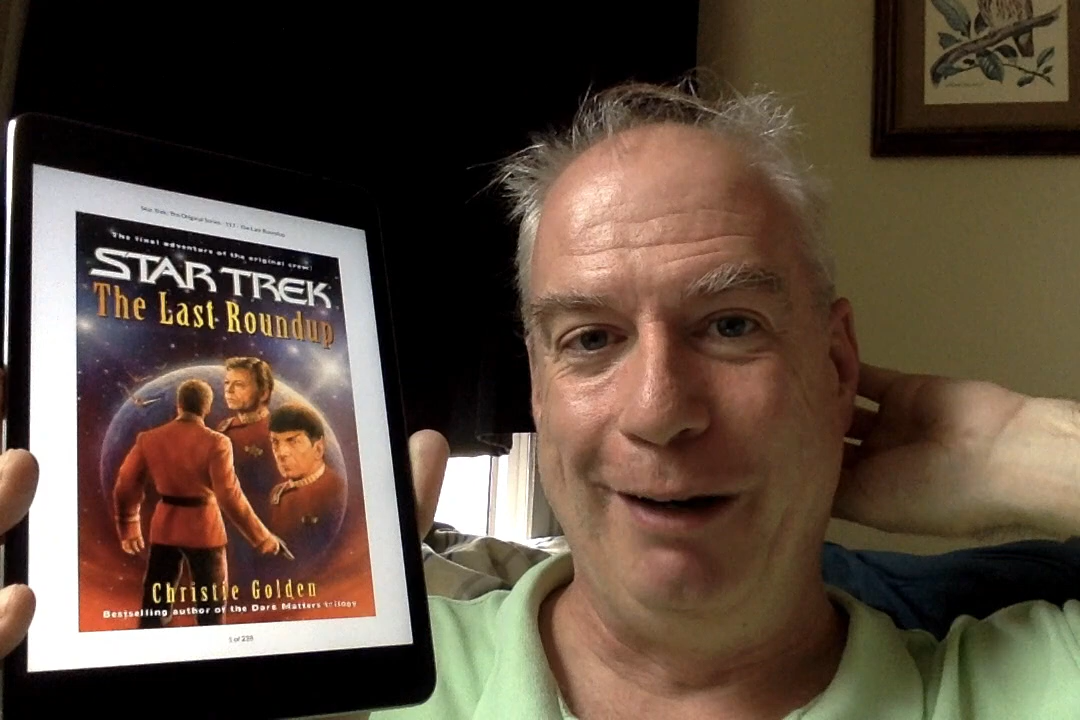 Star Trek: The Original Series - 117 - The Last Roundup
The final adventure of the original crew!
STAR TREK
The Last Roundup
Christie Golden
Bestselling author of the Dark Matters trilogy
5 of 238